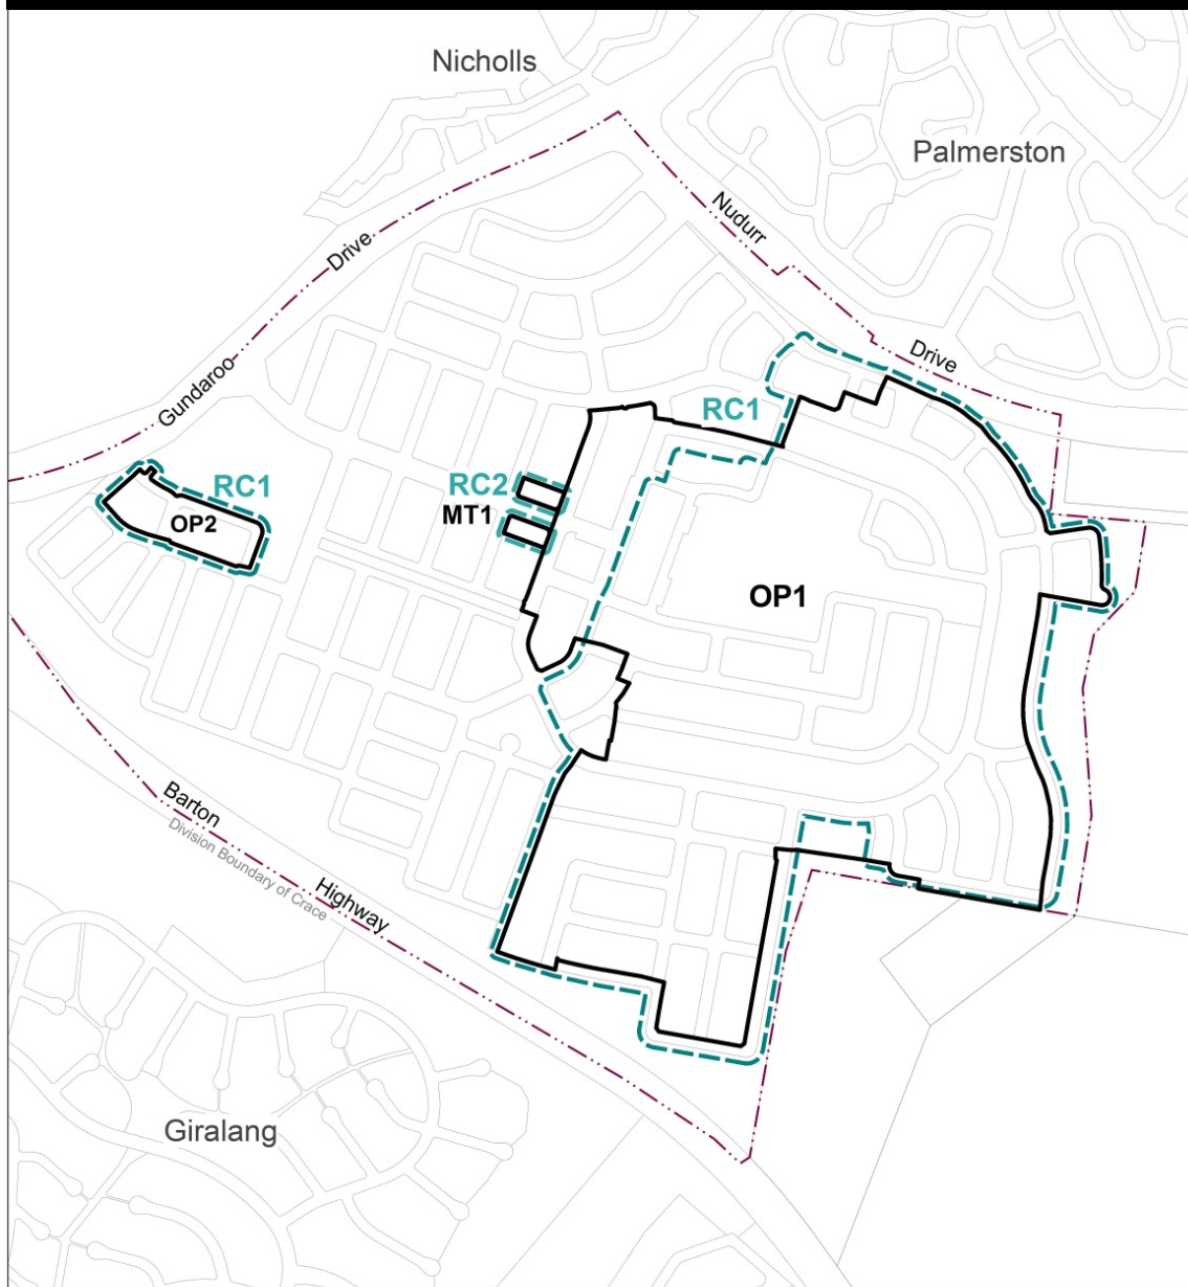 Nicholls
Palmerston
Nudurr
Drive
Drive
Gundaroo
RC1
RC1
RC2
MT1
OP2
OP1
Barton
Division Boundary of Crace
Highway
Giralang